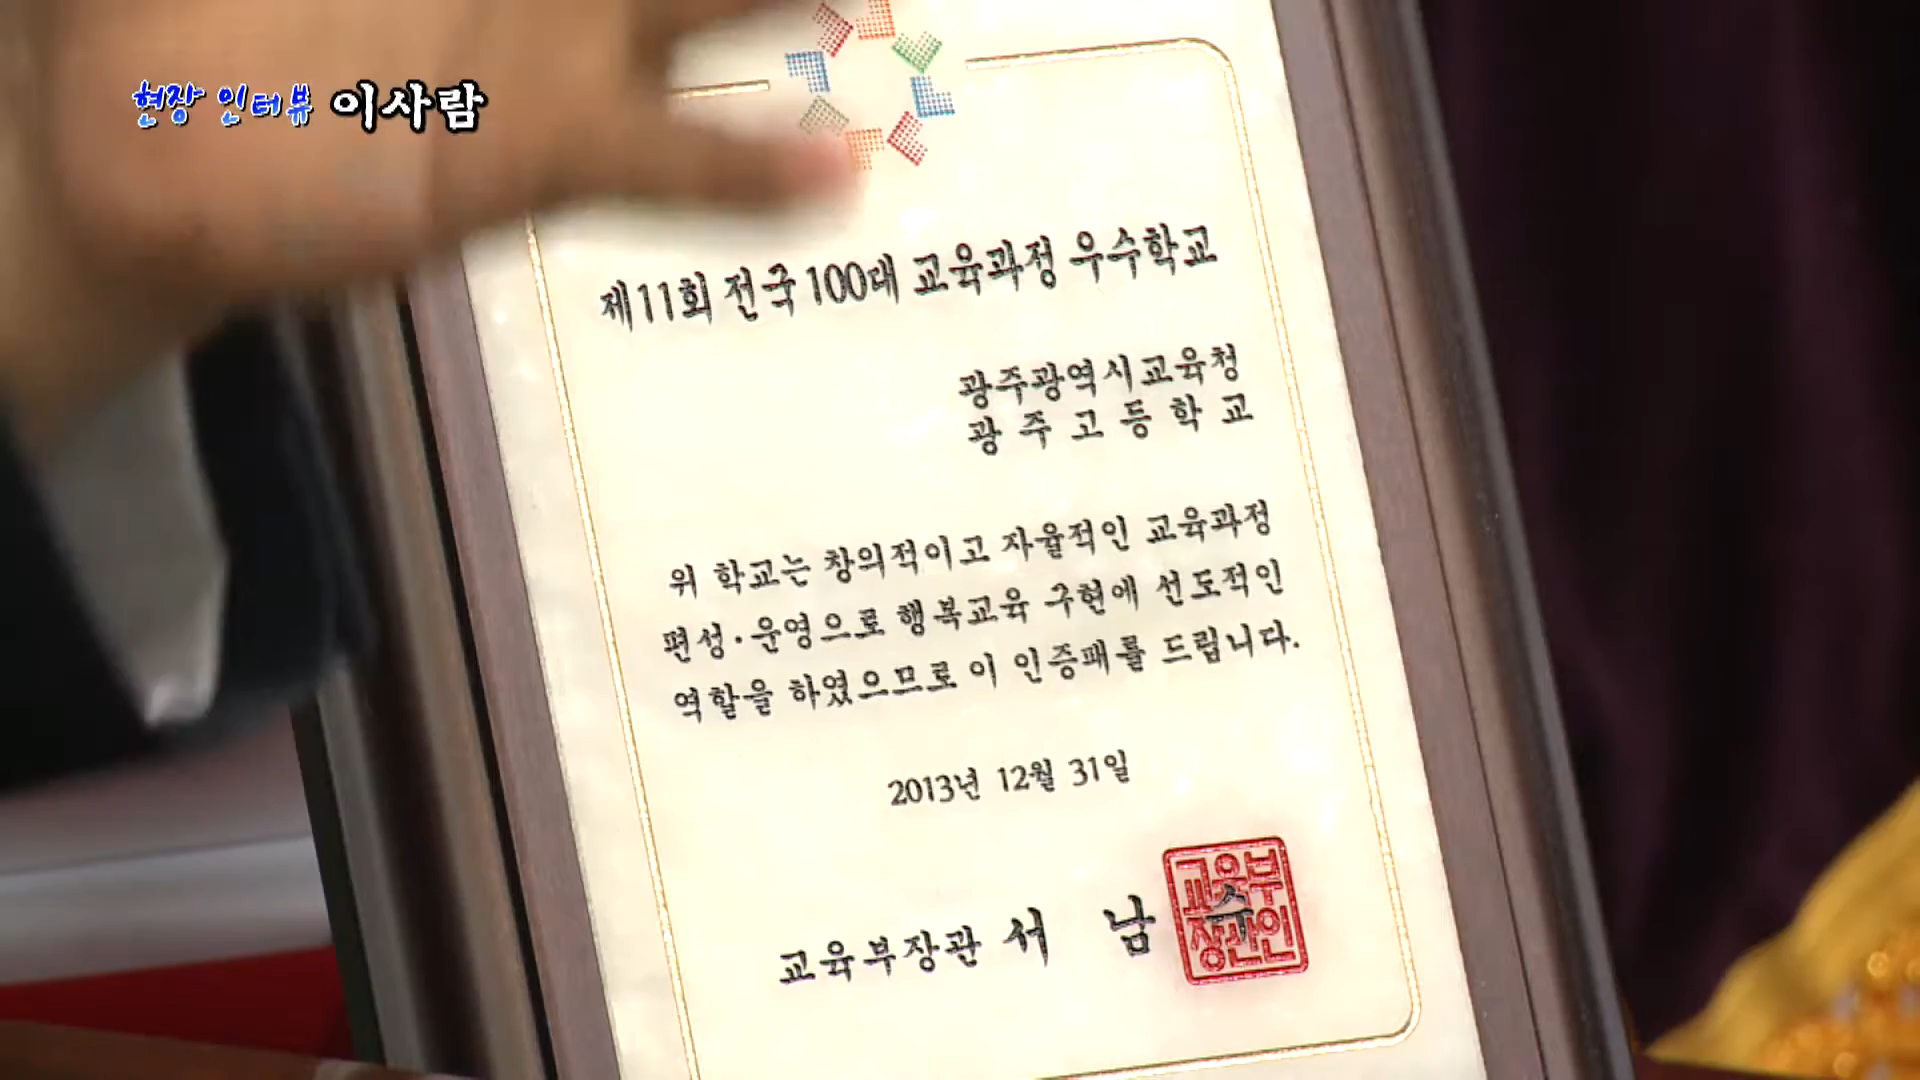 현장 인터뷰 이사람
제11회 전국 100대 교육과정 우수학교
광주광역시교육청
광주고등학교
위 학교는 창의적이고 자율적인 교육과정
편성·운영으로 행복교육 구현에 선도적인
역할을 하였으므로 이 인증패를 드립니다.
2013년 12월 31일
교육부장관 서 남 수
교육부
장관인